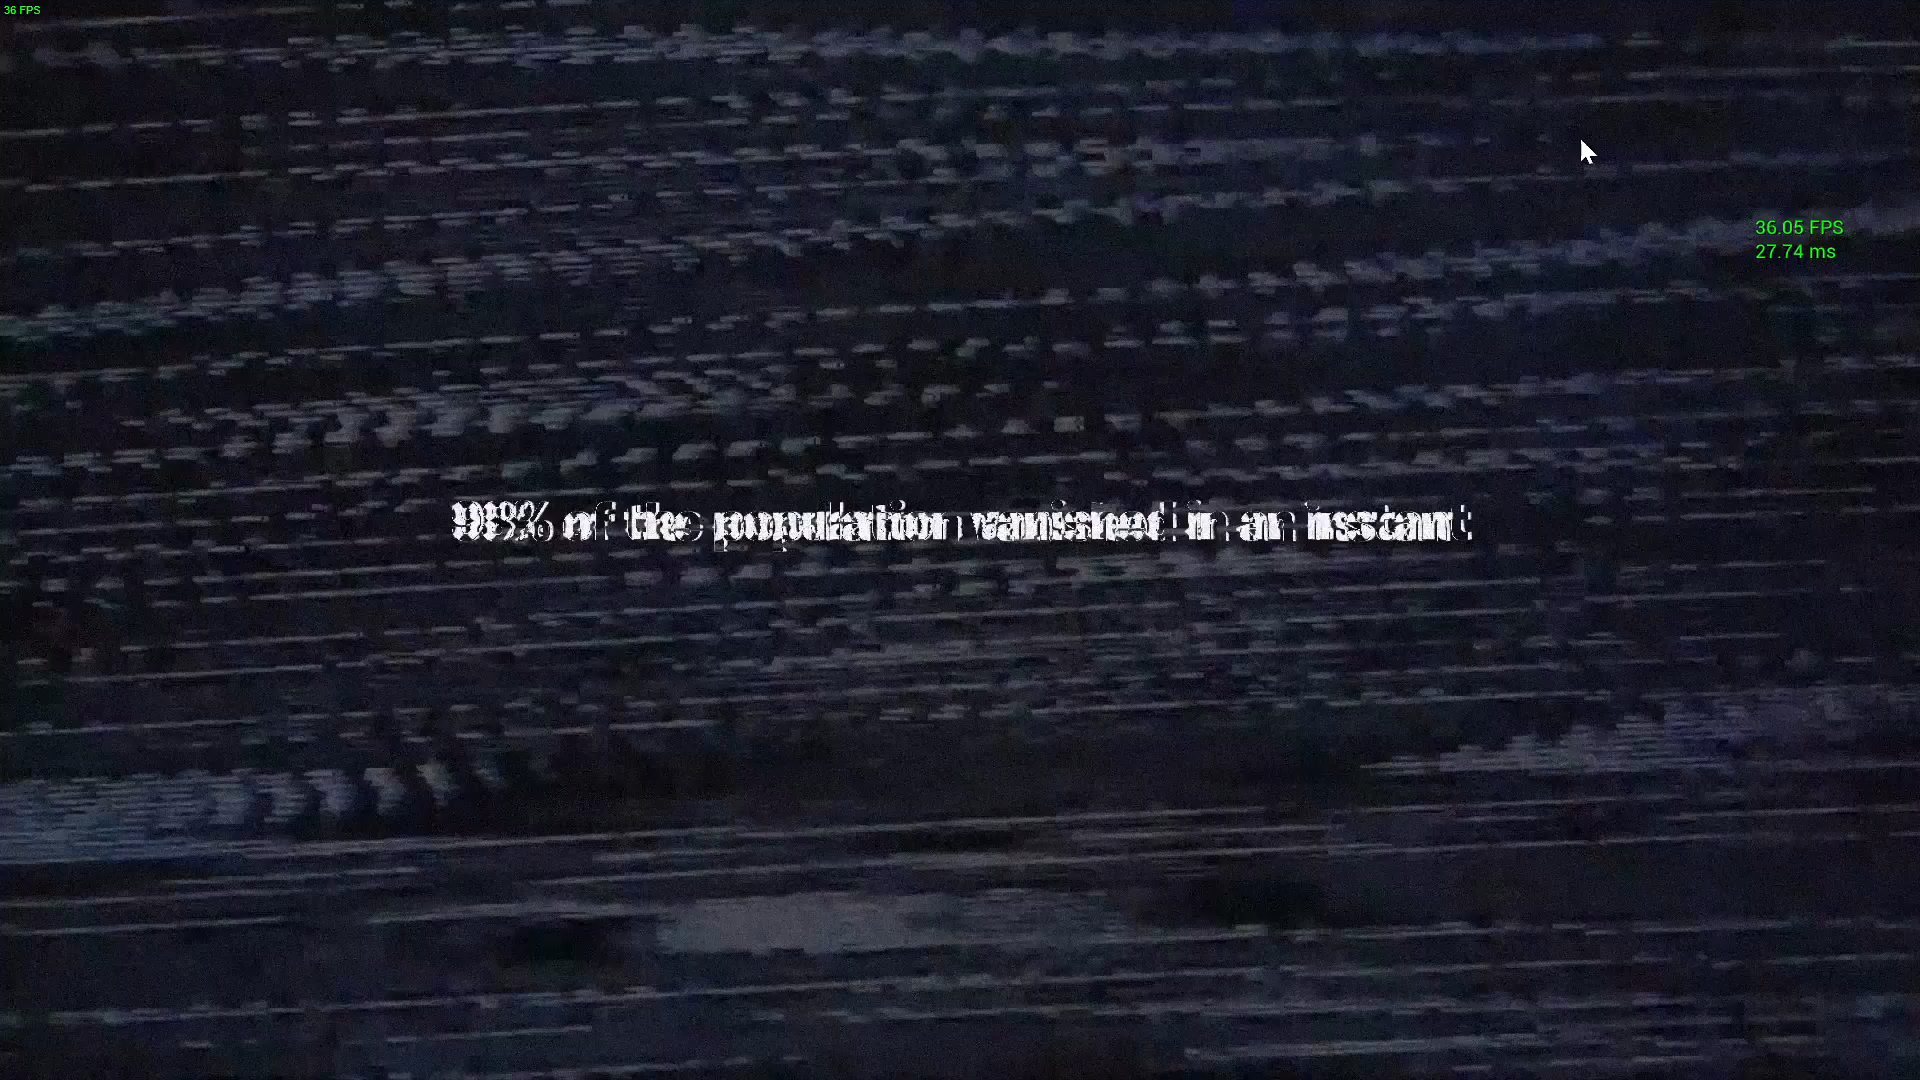 36 FPS
36.05 FPS
27.74 ms
% of the population vanished in an instant